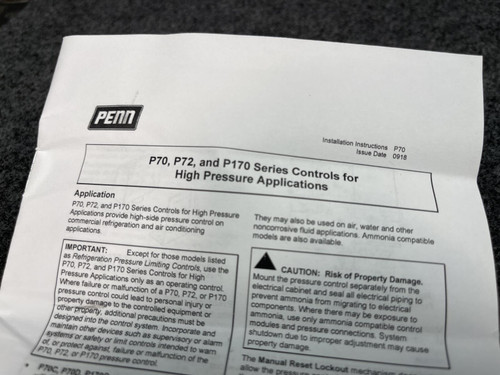 PENN
Installation Instructions P70
Issue Date 0918
P70, P72, and P170 Series Controls for
High Pressure Applications
Application
P70, P72, and P170 Series Controls for High Pressure
Applications provide high-side pressure control on
commercial refrigeration and air conditioning
applications.
They may also be used on air, water and other
noncorrosive fluid applications. Ammonia compatible
models are also available.
IMPORTANT: Except for those models listed
as Refrigeration Pressure Limiting Controls, use the
P70, P72, and P170 Series Controls for High
Pressure Applications only as an operating control.
Where failure or malfunction of a P70, P72, or P170
pressure control could lead to personal injury or
property damage to the controlled equipment or
other property, additional precautions must be
designed into the control system. Incorporate and
maintain other devices such as supervisory or alarm
systems or safety or limit controls intended to warn
of, or protect against, failure or malfunction of the
P70, P72, or P170 pressure control.
CAUTION: Risk of Property Damage.
Mount the pressure control separately from the
electrical cabinet and seal all electrical piping to
prevent ammonia from migrating to electrical
components. Where there may be exposure to
ammonia, use only ammonia compatible control
modules and pressure connections. System
shutdown due to improper adjustment may cause
property damage.
• P70C, P70D,
The Manual Reset Lockout mechanism
allow the